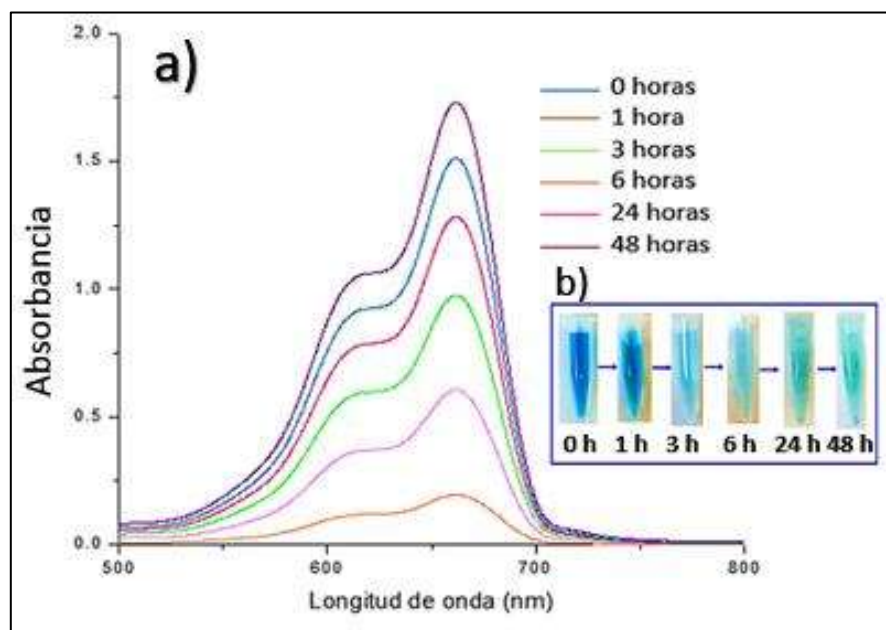 a)
2.0
1.5
1.0
0.5
0.0
Absorbancia
500
600
700
800
Longitud de onda (nm)
0 horas
1 hora
3 horas
6 horas
24 horas
48 horas
b)
0 h 1 h 3 h 6 h 24 h 48 h